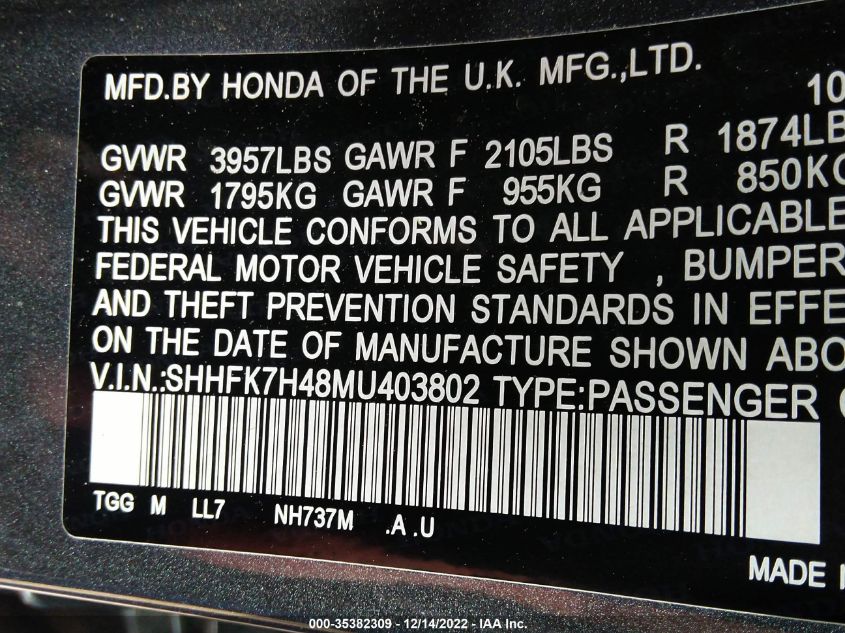 MFD.BY HONDA OF THE U.K. MFG.,LTD. 10
GVWR 3957LBS GAWR F 2105LBS R 1874LB
GVWR 1795KG GAWR F 955KG R 850KG
THIS VEHICLE CONFORMS TO ALL APPLICABLE
FEDERAL MOTOR VEHICLE SAFETY , BUMPER
AND THEFT PREVENTION STANDARDS IN EFFE
ON THE DATE OF MANUFACTURE SHOWN ABO
V.I.N.:SHHFK7H48MU403802 TYPE:PASSENGER
TGG M LL7 NH737M .A .U
MADE
000-35382309 - 12/14/2022 - IAA Inc.